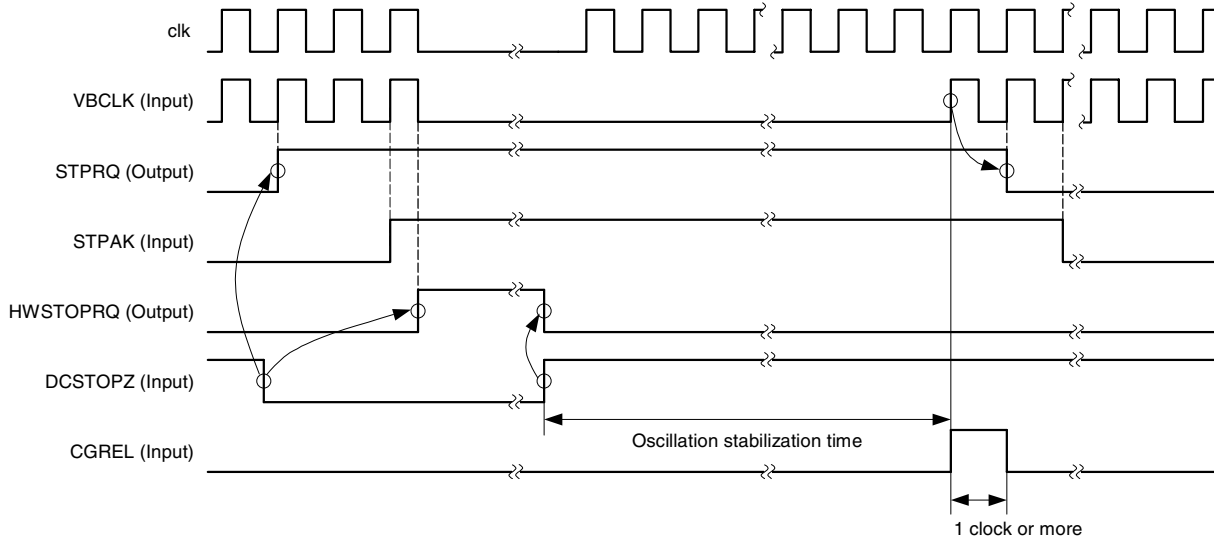 clk
VBCLK (Input)
STPRQ (Output)
STPAK (Input)
HWSTOPRQ (Output)
DCSTOPZ (Input)
Oscillation stabilization time
CGREL (Input)
1 clock or more